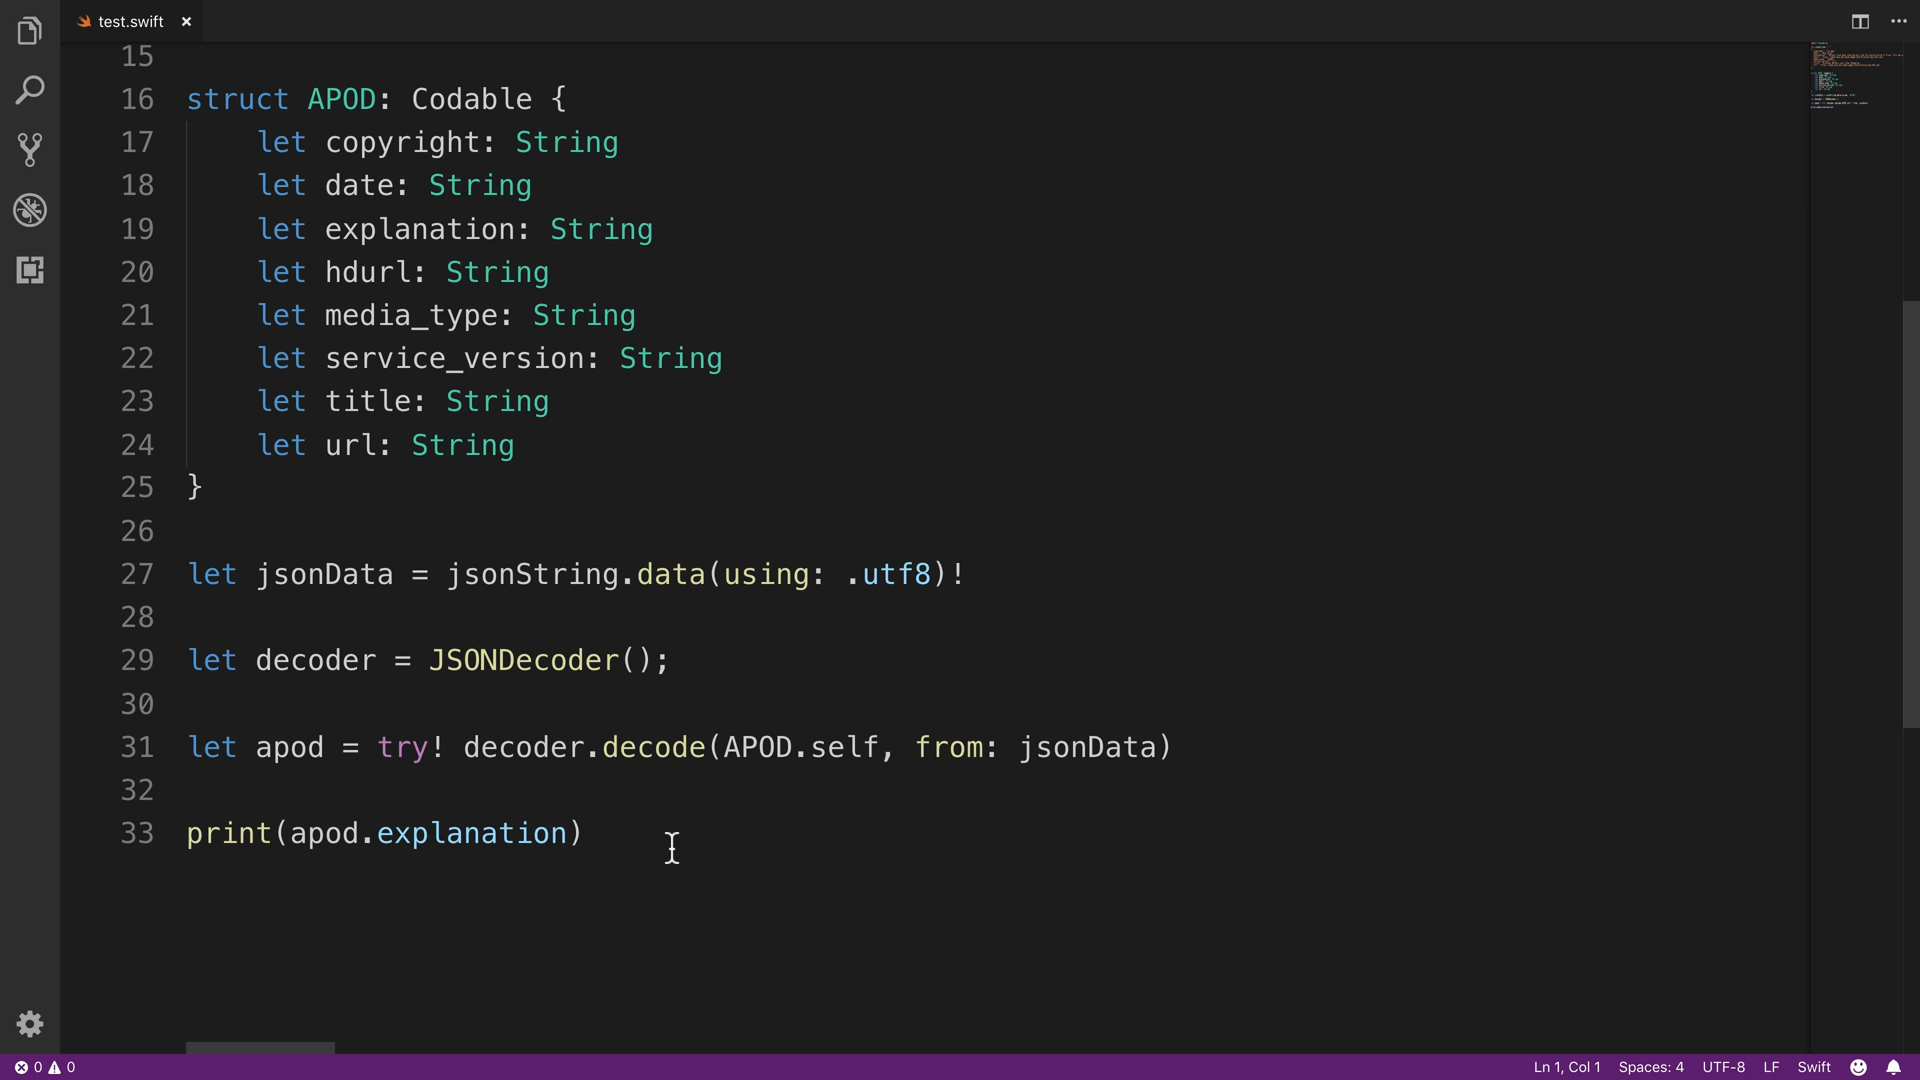 test.swift
15
16 struct APOD: Codable {
17 let copyright: String
18 let date: String
19 let explanation: String
20 let hdurl: String
21 let media_type: String
22 let service_version: String
23 let title: String
24 let url: String
25 }
26
27 let jsonData = jsonString.data(using: .utf8)!
28
29 let decoder = JSONDecoder();
30
31 let apod = try! decoder.decode(APOD.self, from: jsonData)
32
33 print(apod.explanation)
0 0 Ln 1, Col 1 Spaces: 4 UTF-8 LF Swift